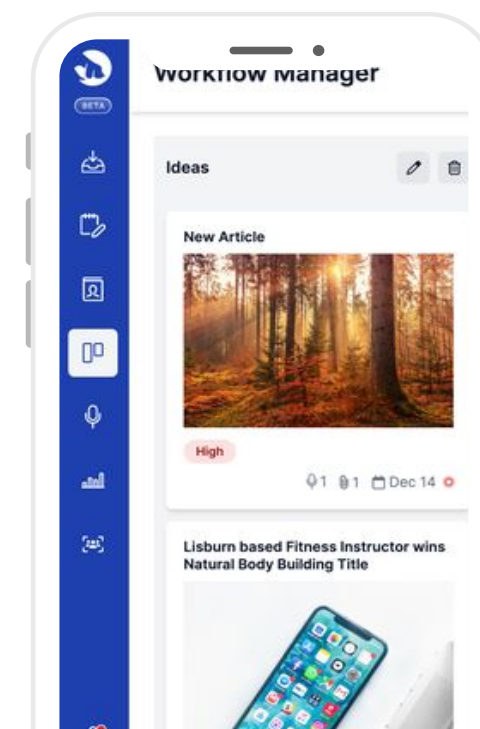 BETA
Workflow Manager
Ideas
New Article
High
1 1 Dec 14
Lisburn based Fitness Instructor wins
Natural Body Building Title